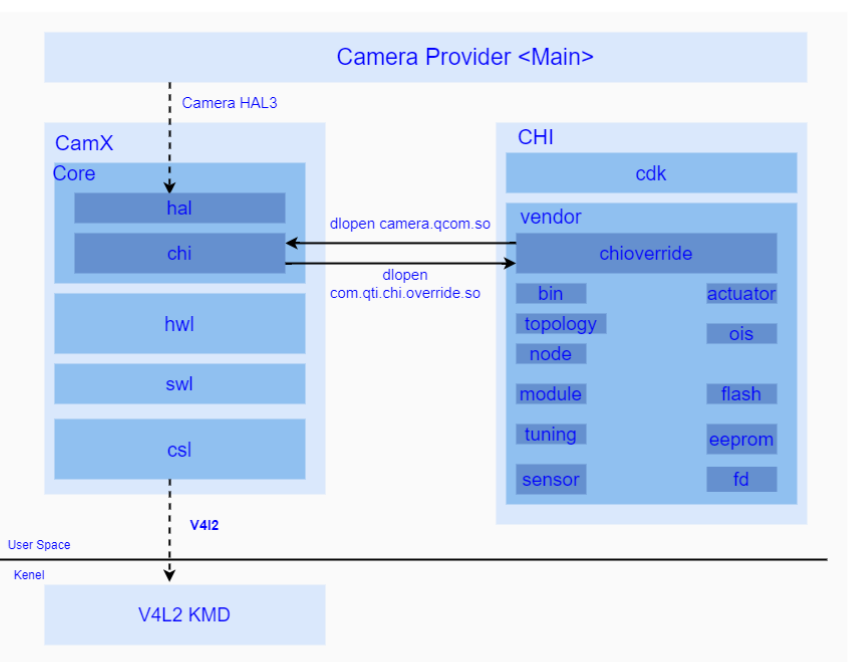 Camera Provider <Main>
Camera HAL3
CamX
Core
hal
chi
hwl
swl
csl
dlopen camera.qcom.so
dlopen
com.qti.chi.override.so
CHI
cdk
vendor
chioverride
bin
actuator
topology
ois
node
module
flash
tuning
eeprom
sensor
fd
V4l2
User Space
Kenel
V4L2 KMD